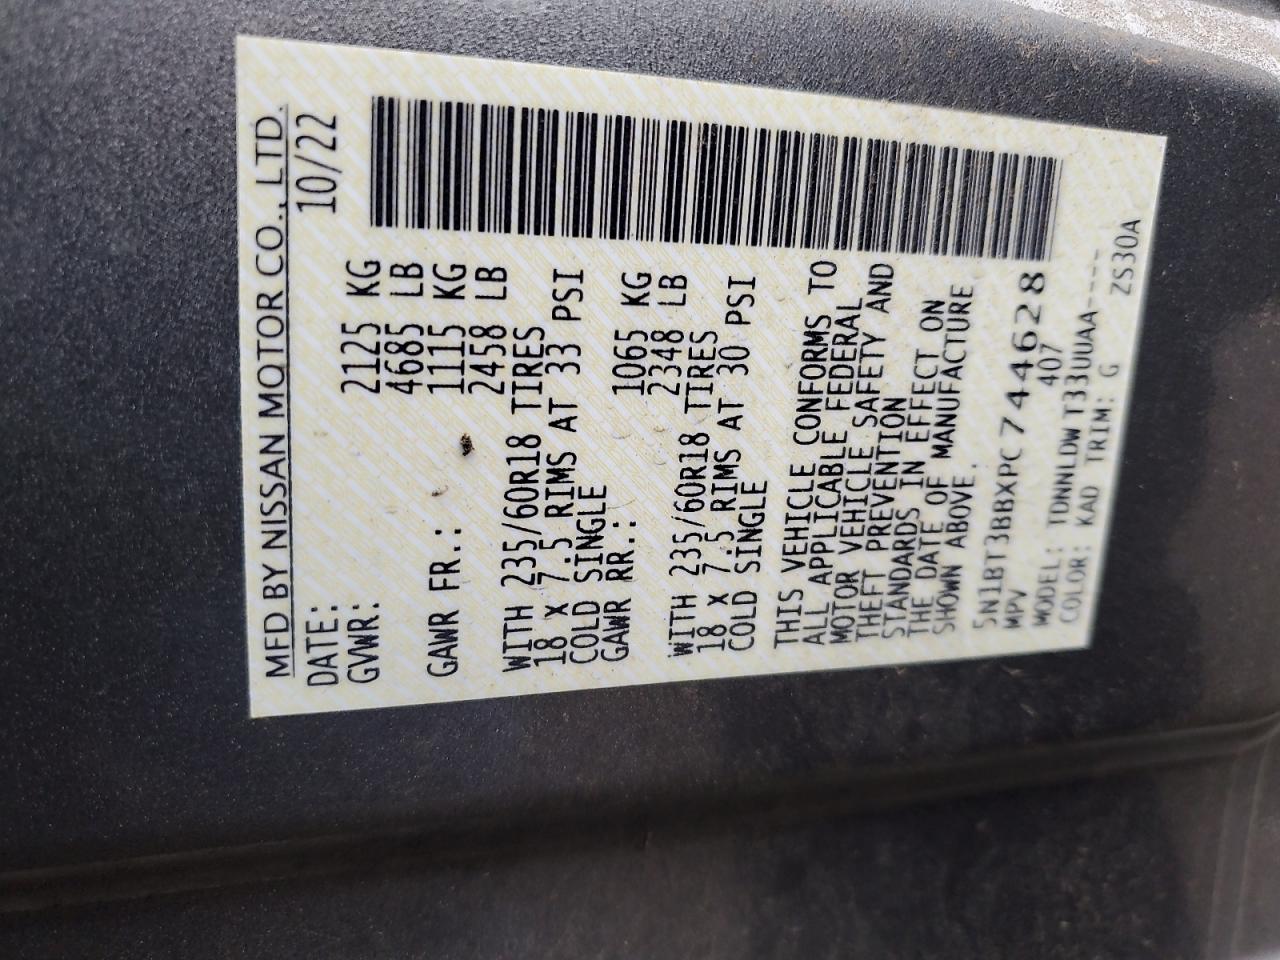 MFD BY NISSAN MOTOR CO., LTD.
DATE: 10/22
GVWR: 2125 KG
4685 LB
GAWR FR.: 1115 KG
2458 LB
WITH 235/60R18 TIRES
18 X 7.5 RIMS AT 33 PSI
COLD SINGLE
GAWR RR.: 1065 KG
2348 LB
WITH 235/60R18 TIRES
18 X 7.5 RIMS AT 30 PSI
COLD SINGLE
THIS VEHICLE CONFORMS TO
ALL APPLICABLE FEDERAL
MOTOR VEHICLE SAFETY AND
THEFT PREVENTION
STANDARDS IN EFFECT ON
THE DATE OF MANUFACTURE
SHOWN ABOVE.
5N1BT3BBXPC744628
MPV 407
MODEL: TDNNLDW T33UUAA----
COLOR: KAD TRIM: G ZS30A